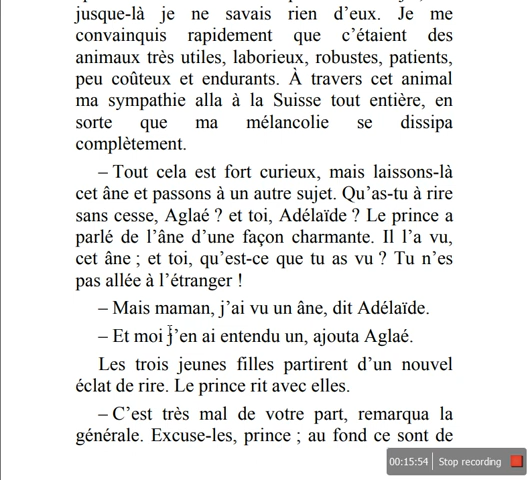 jusque-là je ne savais rien d’eux. Je me
convainquis rapidement que c’étaient des
animaux très utiles, laborieux, robustes, patients,
peu coûteux et endurants. À travers cet animal
ma sympathie alla à la Suisse tout entière, en
sorte que ma mélancolie se dissipa
complètement.
– Tout cela est fort curieux, mais laissons-là
cet âne et passons à un autre sujet. Qu’as-tu à rire
sans cesse, Aglaé ? et toi, Adélaïde ? Le prince a
parlé de l’âne d’une façon charmante. Il l’a vu,
cet âne ; et toi, qu’est-ce que tu as vu ? Tu n’es
pas allée à l’étranger !
– Mais maman, j’ai vu un âne, dit Adélaïde.
– Et moi j’en ai entendu un, ajouta Aglaé.
Les trois jeunes filles partirent d’un nouvel
éclat de rire. Le prince rit avec elles.
– C’est très mal de votre part, remarqua la
générale. Excuse-les, prince ; au fond ce sont de
00:15:54 Stop recording